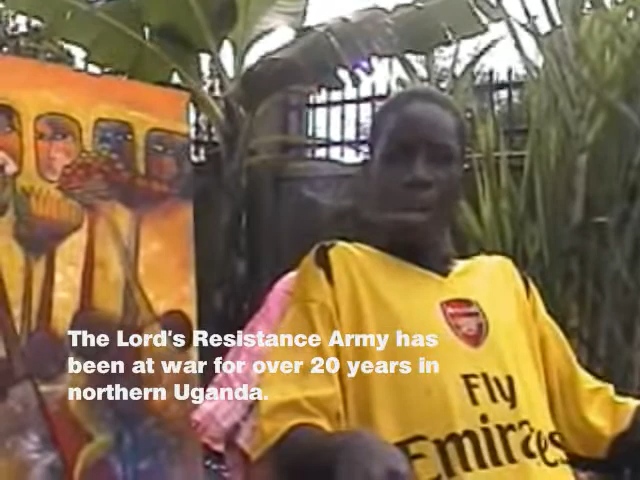 The Lord's Resistance Army has
been at war for over 20 years in
northern Uganda.
Fly
Emirates